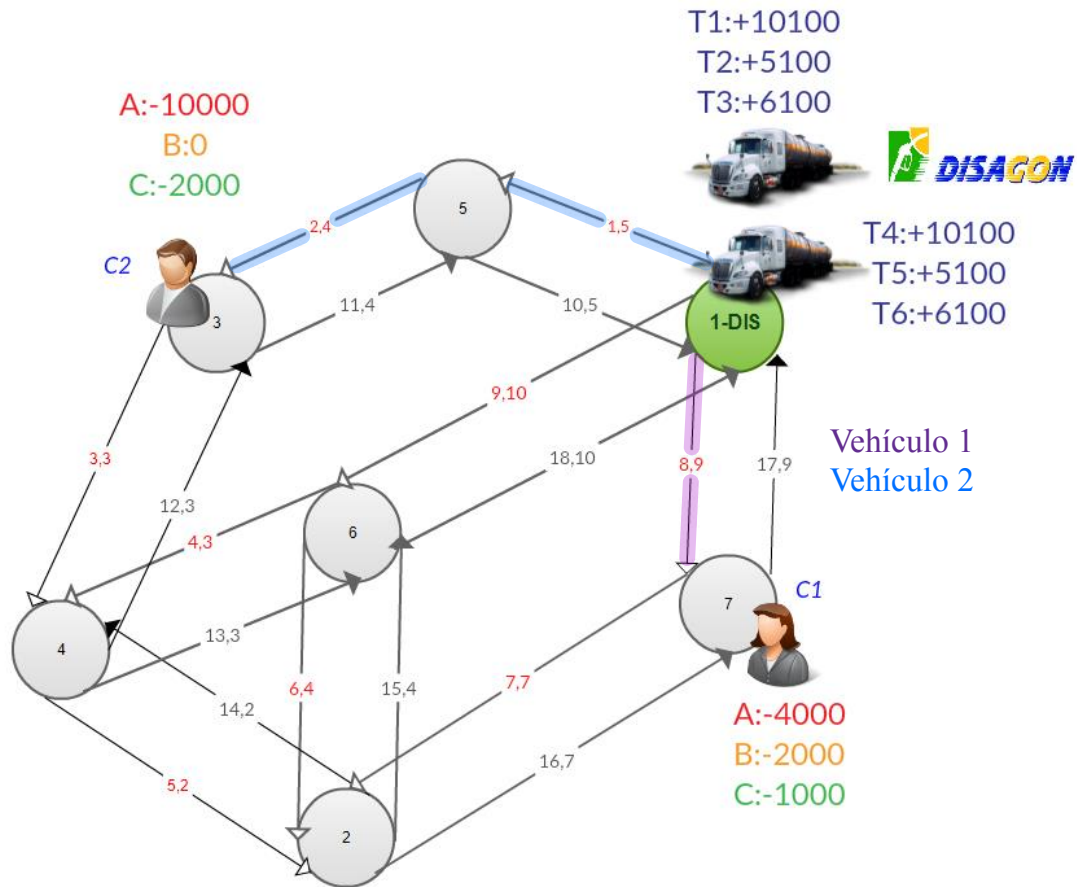 T1:+10100
T2:+5100
T3:+6100
A:-10000
B:0
C:-2000
DISAGON
T4:+10100
T5:+5100
T6:+6100
5
2,4
1,5
C2
3
11,4
10,5
1-DIS
9,10
Vehículo 1
Vehículo 2
3,3
12,3
18,10
8,9
17,9
6
4,3
C1
7
4
13,3
6,4
15,4
7,7
14,2
A:-4000
B:-2000
C:-1000
16,7
5,2
2